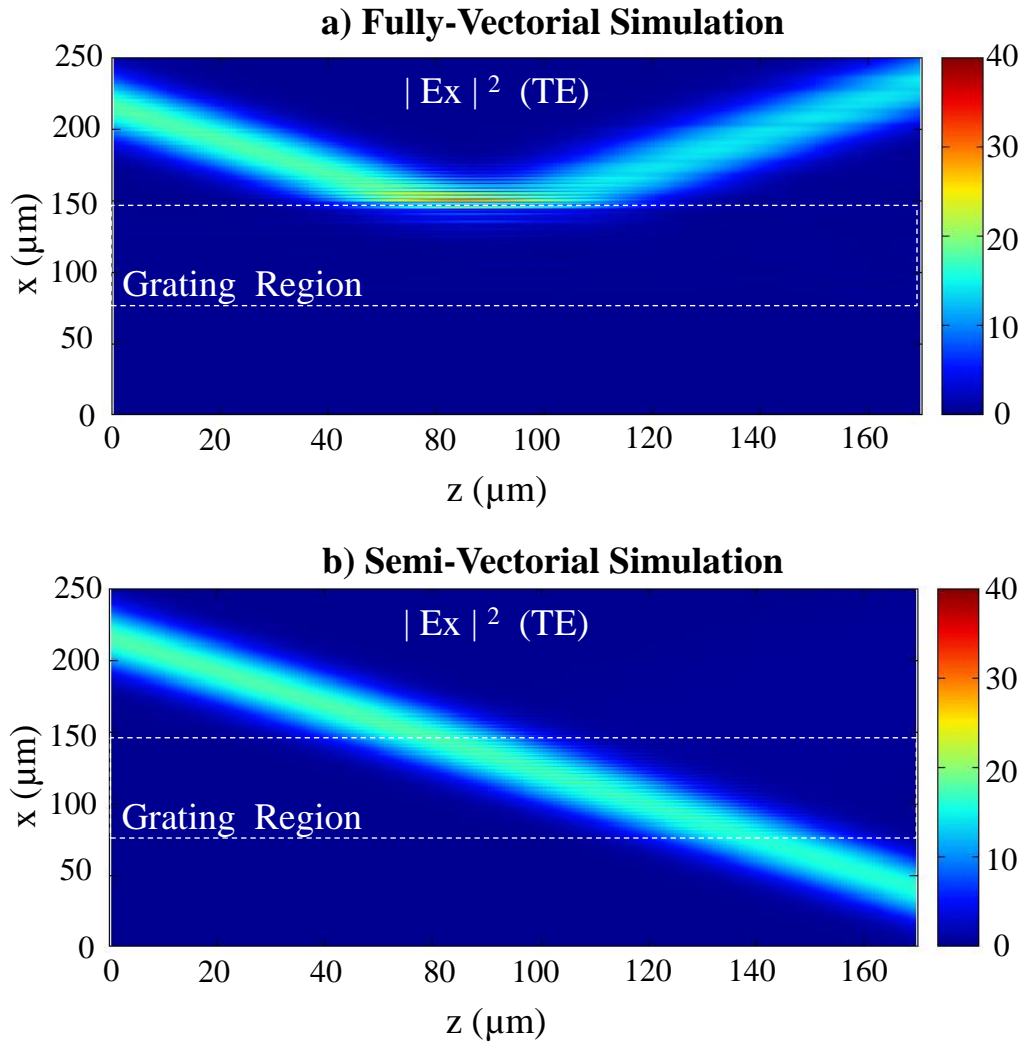 a) Fully-Vectorial Simulation
| Ex | ² (TE)
250
200
150
100
50
0
x (µm)
Grating Region
0 20 40 60 80 100 120 140 160
z (µm)
40
30
20
10
0
b) Semi-Vectorial Simulation
| Ex | ² (TE)
250
200
150
100
50
0
x (µm)
Grating Region
0 20 40 60 80 100 120 140 160
z (µm)
40
30
20
10
0